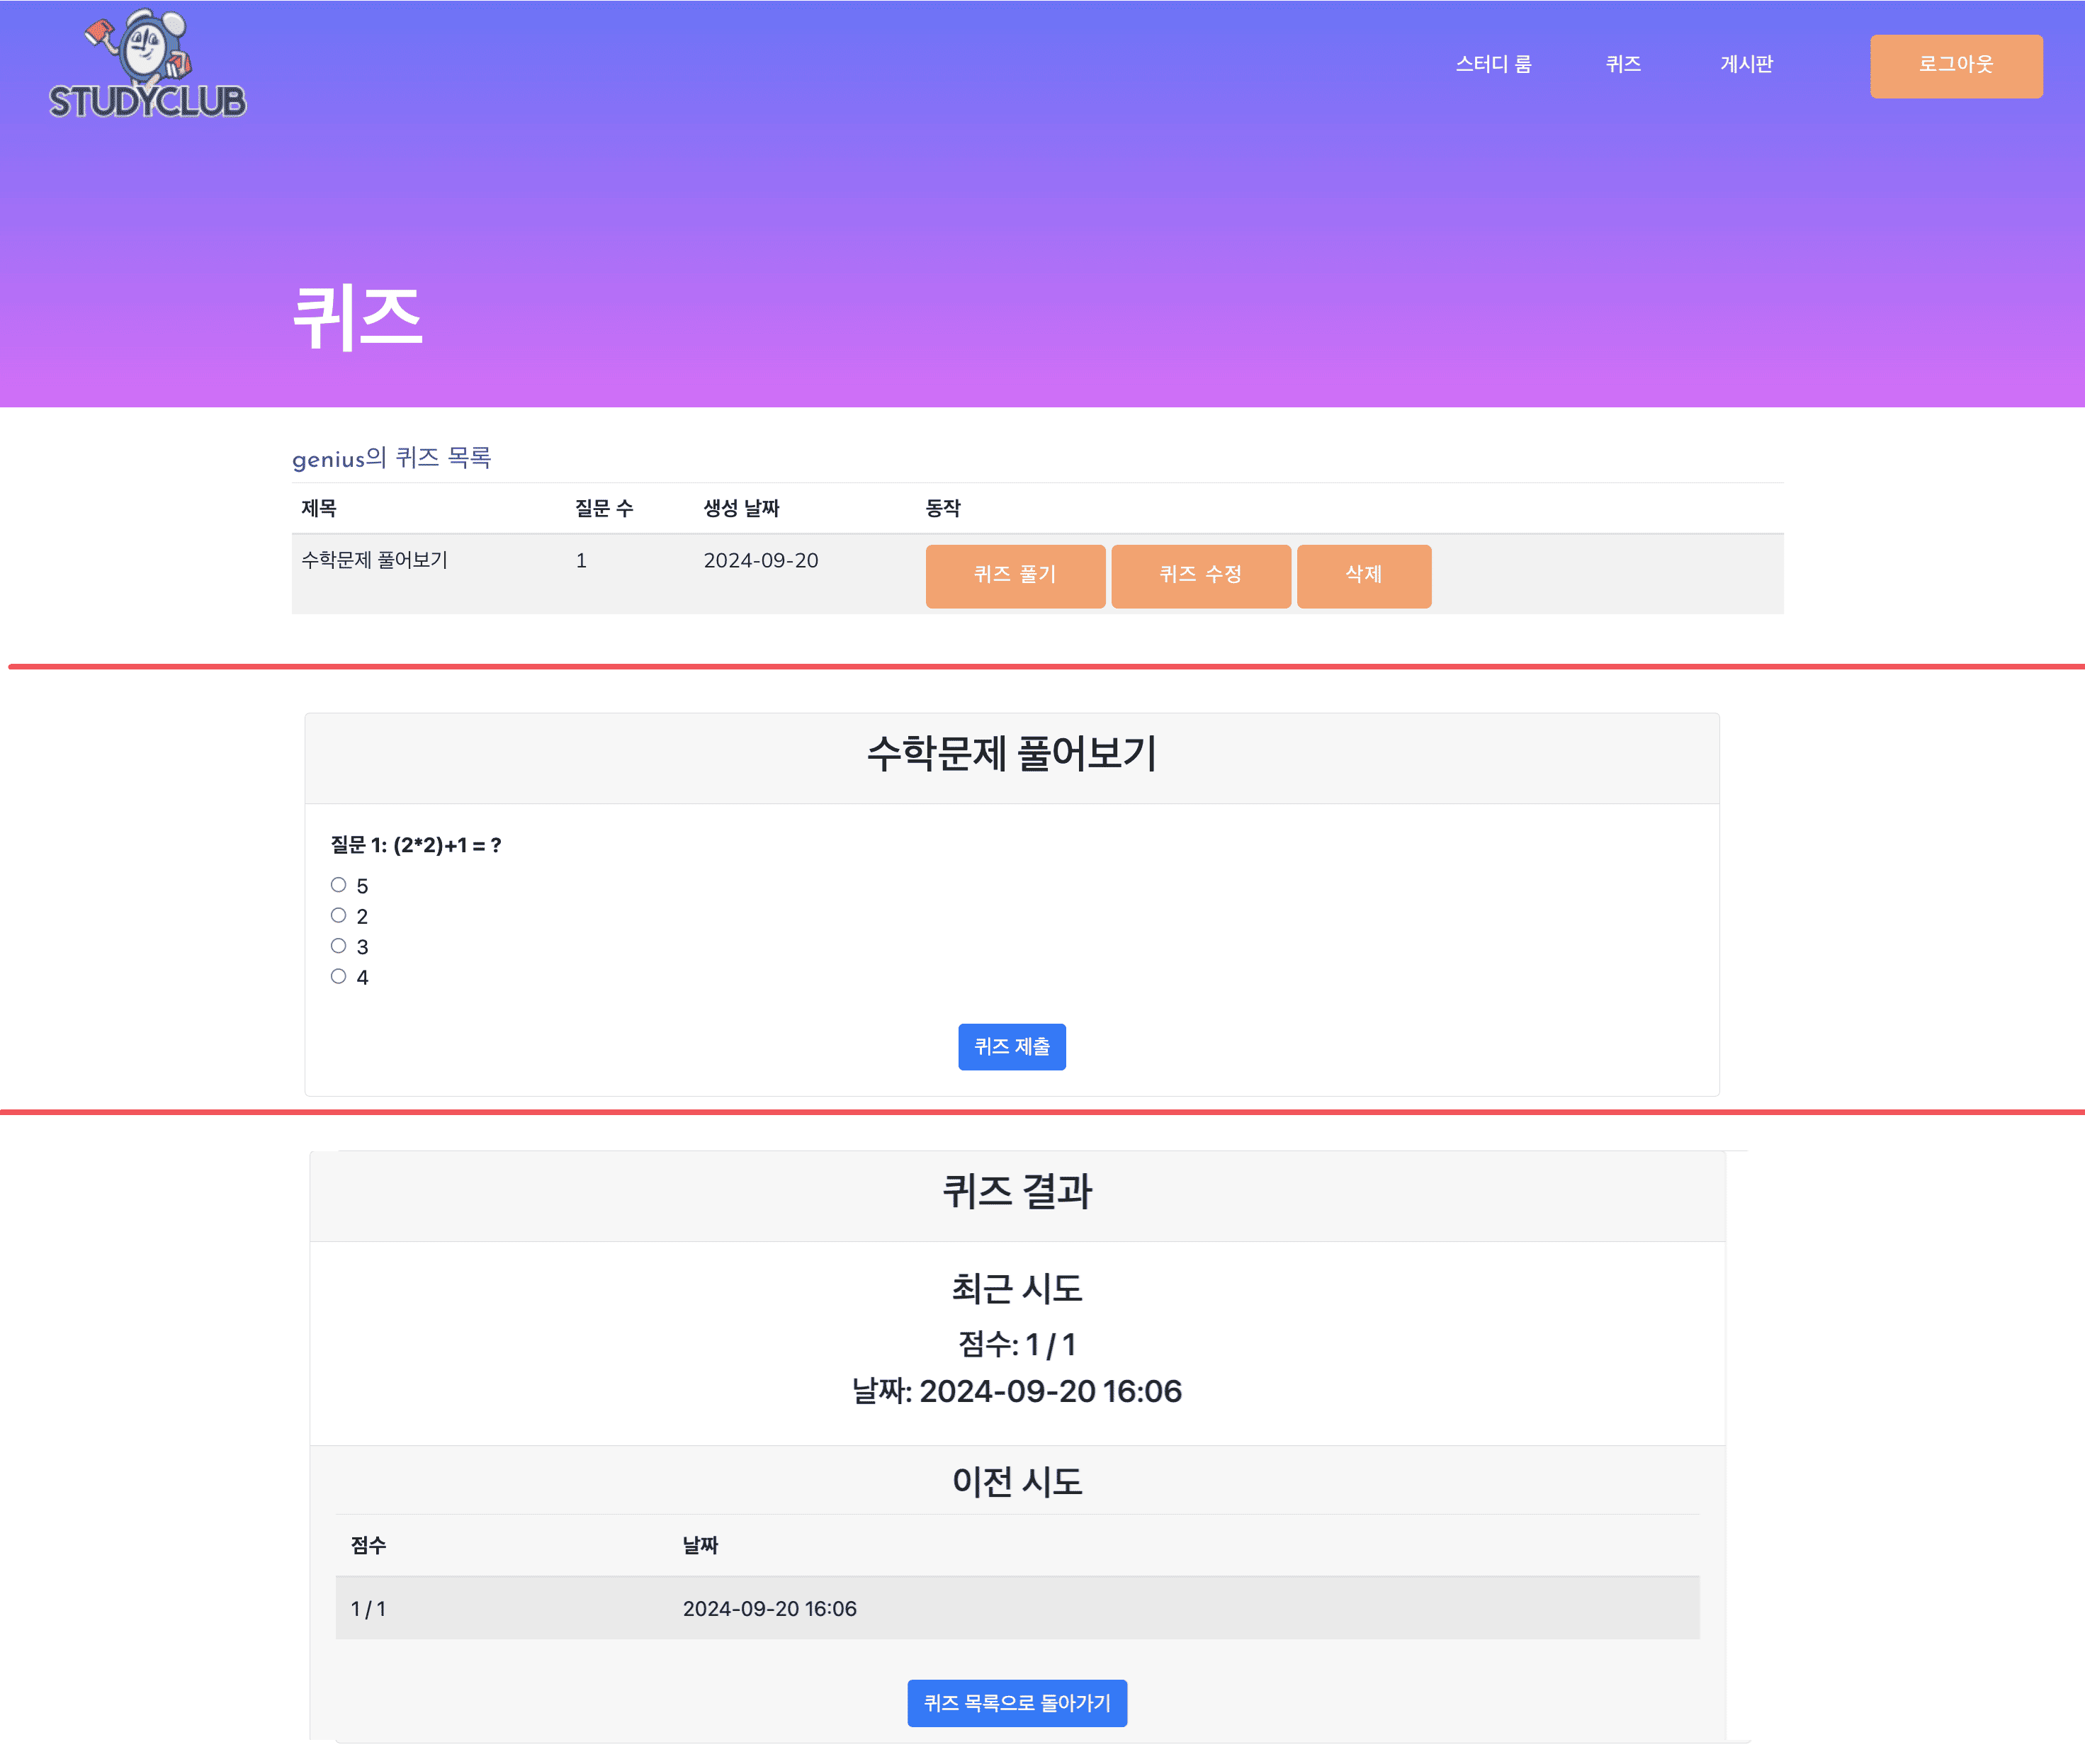 STUDYCLUB
스터디 룸 퀴즈 게시판 로그아웃
퀴즈
genius의 퀴즈 목록
제목 질문 수 생성 날짜 동작
수학문제 풀어보기 1 2024-09-20 퀴즈 풀기 퀴즈 수정 삭제
수학문제 풀어보기
질문 1: (2*2)+1 = ?
5
2
3
4
퀴즈 제출
퀴즈 결과
최근 시도
점수: 1 / 1
날짜: 2024-09-20 16:06
이전 시도
점수 날짜
1 / 1 2024-09-20 16:06
퀴즈 목록으로 돌아가기